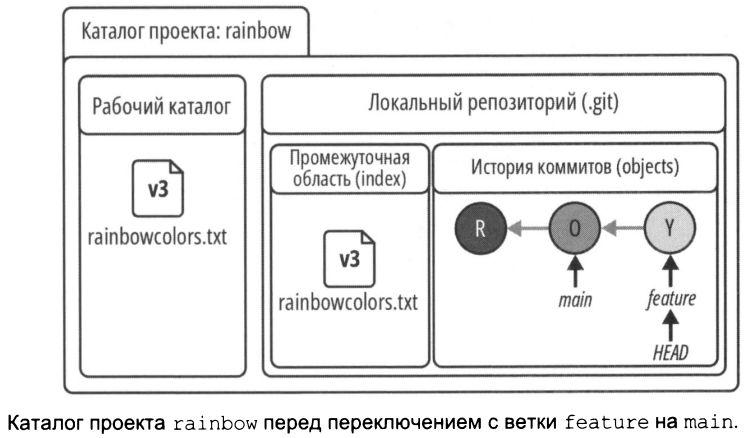 Каталог проекта: rainbow
Рабочий каталог
Локальный репозиторий (.git)
Промежуточная
область (index)
История коммитов (objects)
v3
rainbowcolors.txt
v3
rainbowcolors.txt
R
O
Y
main
feature
HEAD
Каталог проекта rainbow перед переключением с ветки feature на main.